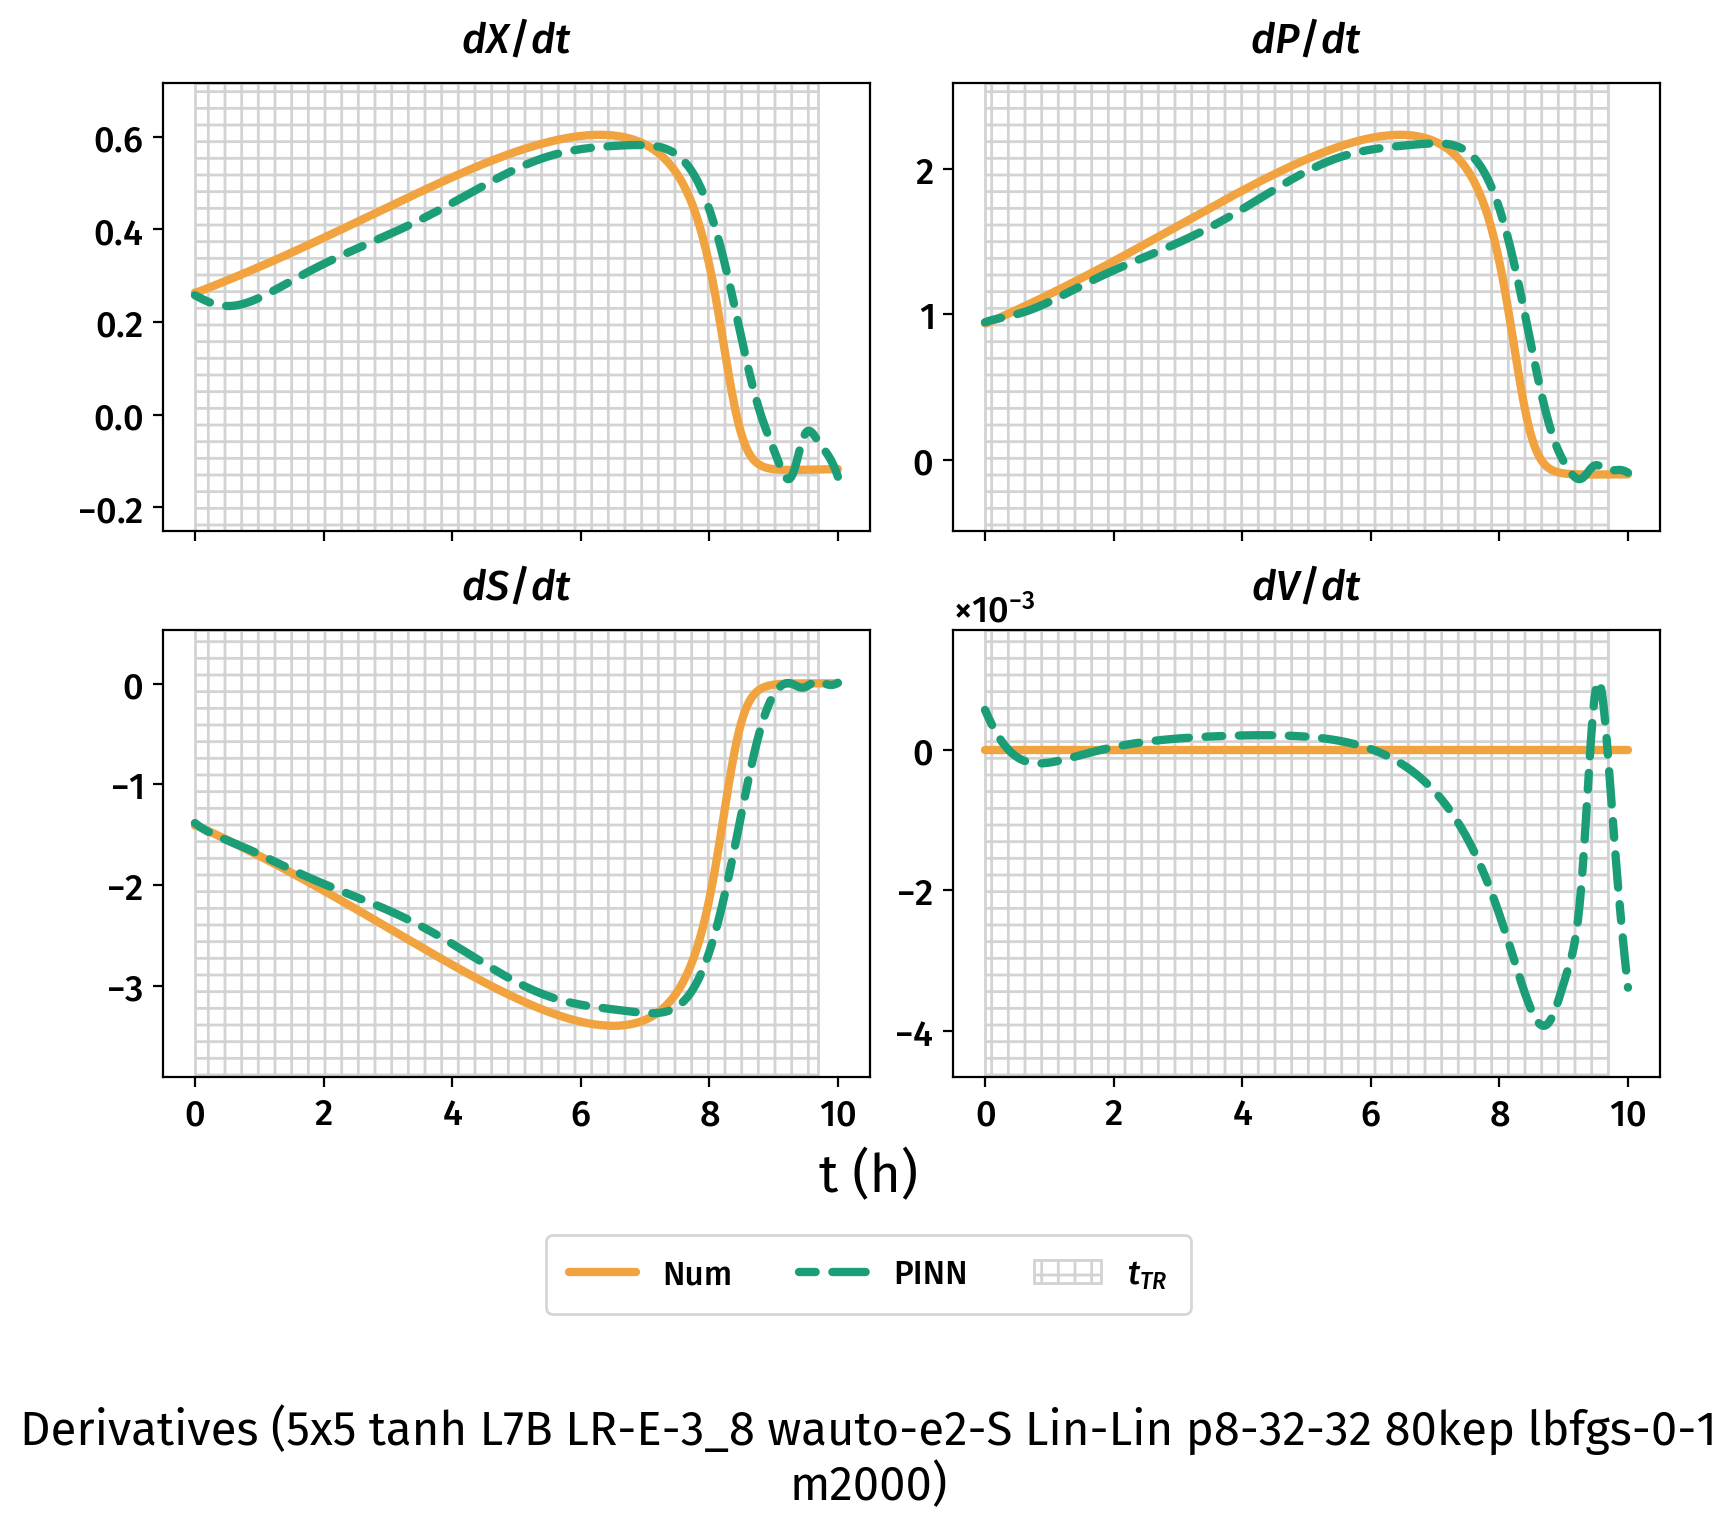 dX/dt
dP/dt
0.6
0.4
0.2
0.0
−0.2
2
1
0
dS/dt
dV/dt
×10⁻³
0
−1
−2
−3
0
−2
−4
0 2 4 6 8 10
0 2 4 6 8 10
t (h)
Num PINN t_TR
Derivatives (5x5 tanh L7B LR-E-3_8 wauto-e2-S Lin-Lin p8-32-32 80kep lbfgs-0-1
m2000)